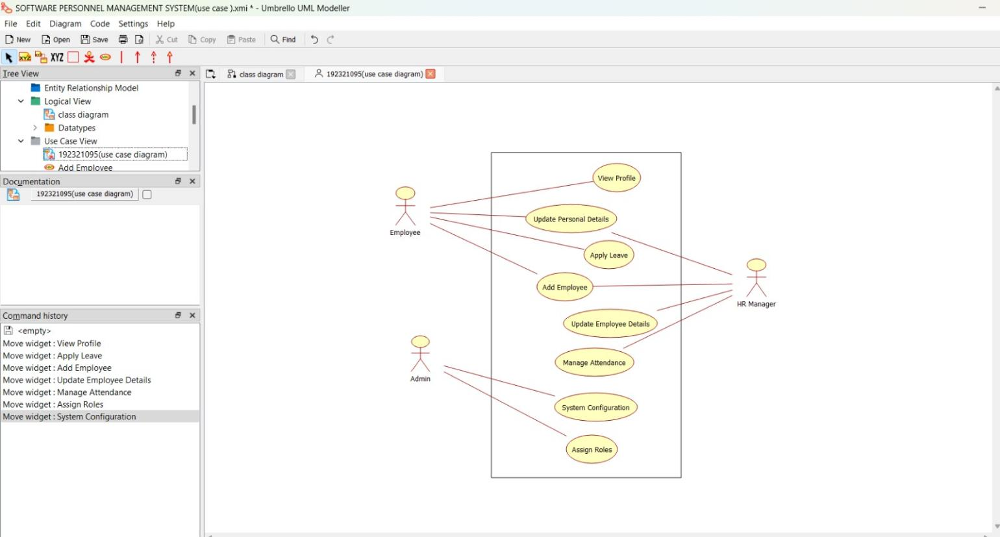 SOFTWARE PERSONNEL MANAGEMENT SYSTEM(use case ).xmi * - Umbrello UML Modeller
File Edit Diagram Code Settings Help
New Open Save Cut Copy Paste Find
XYZ XYZ ABC
Tree View
class diagram 192321095(use case diagram)
Entity Relationship Model
Logical View
class diagram
Datatypes
Use Case View
192321095(use case diagram)
Add Employee
Documentation
192321095(use case diagram)
Command history
<empty>
Move widget : View Profile
Move widget : Apply Leave
Move widget : Add Employee
Move widget : Update Employee Details
Move widget : Manage Attendance
Move widget : Assign Roles
Move widget : System Configuration
View Profile
Employee
Update Personal Details
Apply Leave
Add Employee
HR Manager
Update Employee Details
Manage Attendance
Admin
System Configuration
Assign Roles